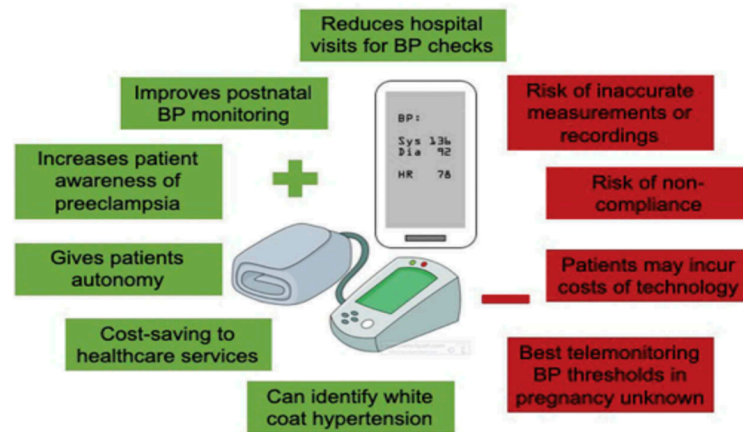 Reduces hospital
visits for BP checks
Improves postnatal
BP monitoring
Increases patient
awareness of
preeclampsia
Gives patients
autonomy
Cost-saving to
healthcare services
Can identify white
coat hypertension
BP:
Sys 136
Dia 92
HR 78
Risk of inaccurate
measurements or
recordings
Risk of non-
compliance
Patients may incur
costs of technology
Best telemonitoring
BP thresholds in
pregnancy unknown